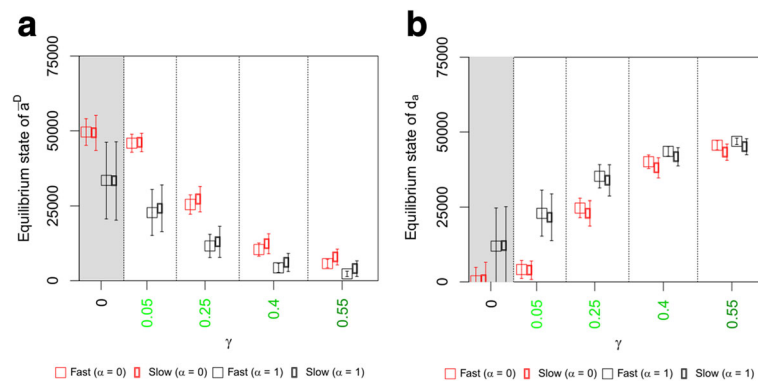 a
Equilibrium state of a̅ᴰ
75000
50000
25000
0
0
0.05
0.25
0.4
0.55
γ
Fast (α = 0) Slow (α = 0) Fast (α = 1) Slow (α = 1)
b
Equilibrium state of dₐ
75000
50000
25000
0
0
0.05
0.25
0.4
0.55
γ
Fast (α = 0) Slow (α = 0) Fast (α = 1) Slow (α = 1)